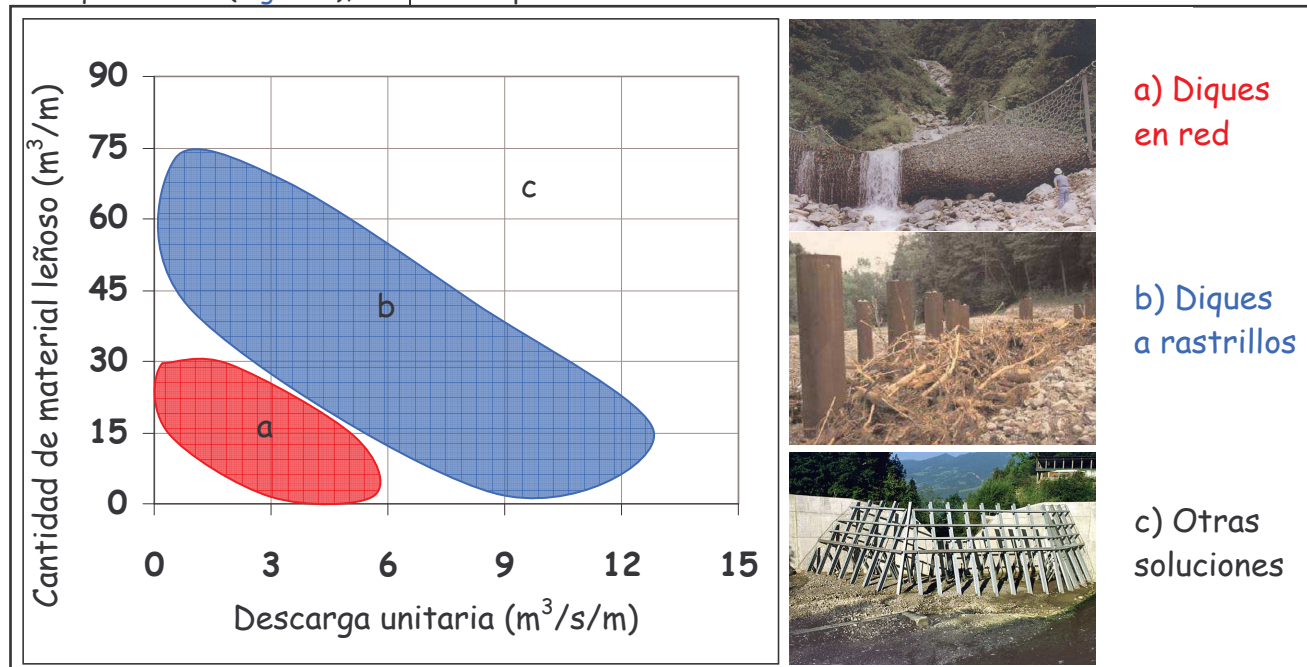 90
75
60
45
30
15
0
0 3 6 9 12 15
Cantidad de material leñoso (m³/m)
Descarga unitaria (m³/s/m)
a
b
c
a) Diques
en red
b) Diques
a rastrillos
c) Otras
soluciones